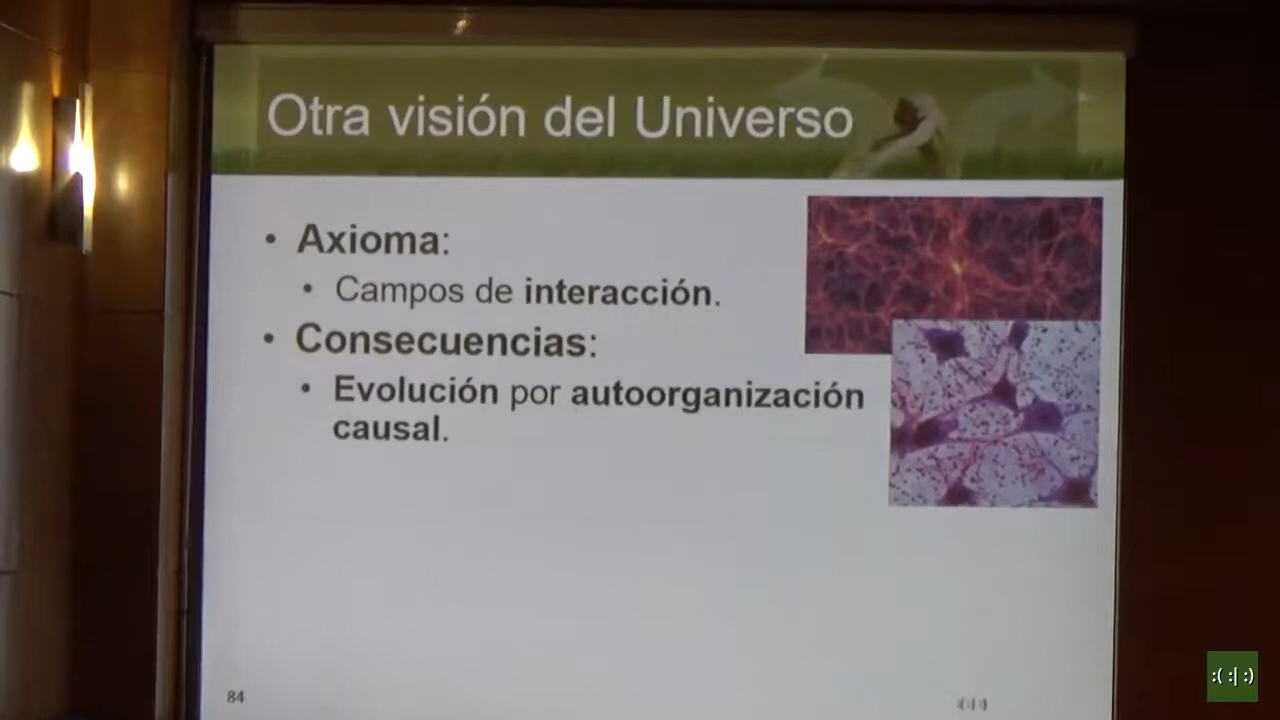 Otra visión del Universo
• Axioma:
• Campos de interacción.
• Consecuencias:
• Evolución por autoorganización
causal.
84
:( :| :)
:( :| :)